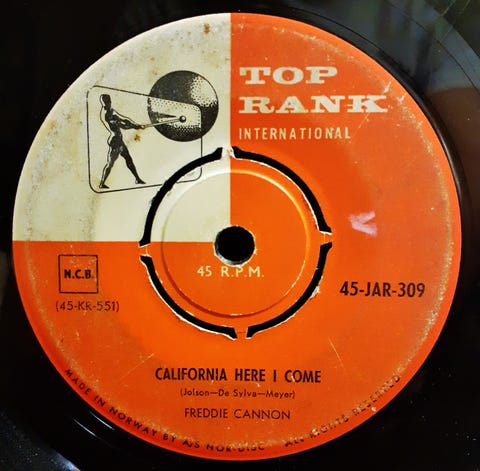 TOP
RANK
INTERNATIONAL
45 R.P.M.
N.C.B.
(45-KR-551)
45-JAR-309
CALIFORNIA HERE I COME
(Jolson—De Sylva—Meyer)
FREDDIE CANNON
MADE IN NORWAY BY A/S NOR-DISC ALL RIGHTS RESERVED